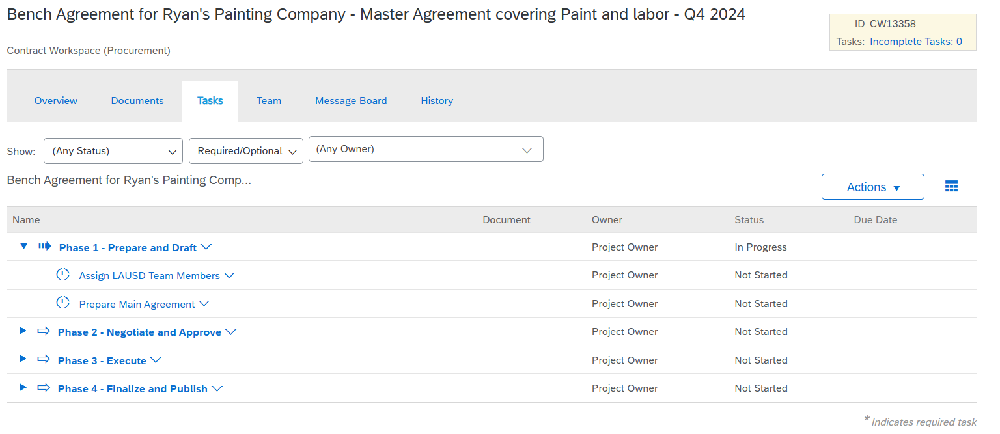 Bench Agreement for Ryan's Painting Company - Master Agreement covering Paint and labor - Q4 2024
ID CW13358
Tasks: Incomplete Tasks: 0
Contract Workspace (Procurement)
Overview Documents Tasks Team Message Board History
Show: (Any Status) Required/Optional (Any Owner)
Bench Agreement for Ryan's Painting Comp...
Actions
Name Document Owner Status Due Date
Phase 1 - Prepare and Draft Project Owner In Progress
Assign LAUSD Team Members Project Owner Not Started
Prepare Main Agreement Project Owner Not Started
Phase 2 - Negotiate and Approve Project Owner Not Started
Phase 3 - Execute Project Owner Not Started
Phase 4 - Finalize and Publish Project Owner Not Started
* Indicates required task